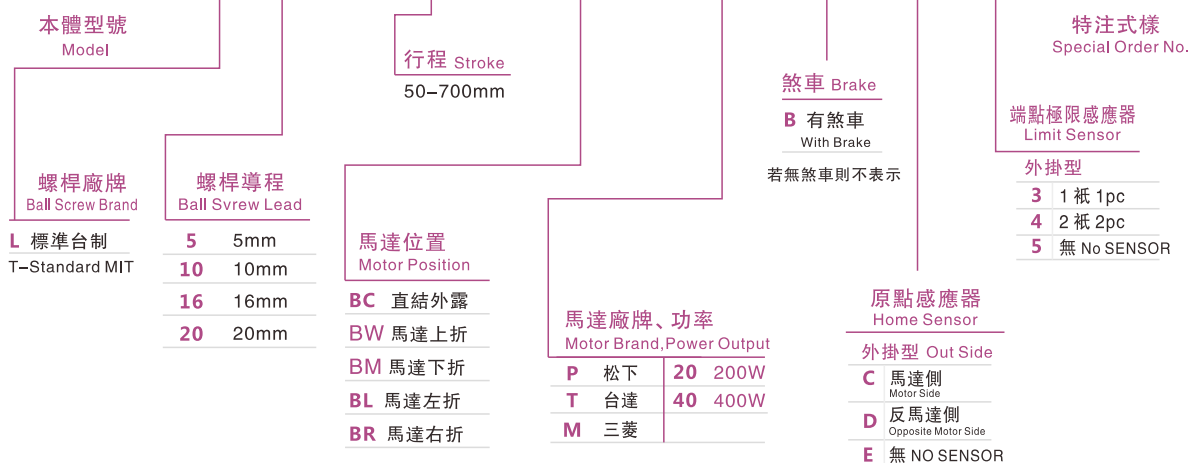 本體型號
Model
行程 Stroke
50-700mm
煞車 Brake
B 有煞車
With Brake
若無煞車則不表示
特注式樣
Special Order No.
端點極限感應器
Limit Sensor
外掛型
3 1 祇 1pc
4 2 祇 2pc
5 無 No SENSOR
螺桿廠牌
Ball Screw Brand
L 標準台制
T-Standard MIT
螺桿導程
Ball Svrew Lead
5 5mm
10 10mm
16 16mm
20 20mm
馬達位置
Motor Position
BC 直結外露
BW 馬達上折
BM 馬達下折
BL 馬達左折
BR 馬達右折
馬達廠牌、功率
Motor Brand,Power Output
P 松下 20 200W
T 台達 40 400W
M 三菱
原點感應器
Home Sensor
外掛型 Out Side
C 馬達側
Motor Side
D 反馬達側
Opposite Motor Side
E 無 NO SENSOR